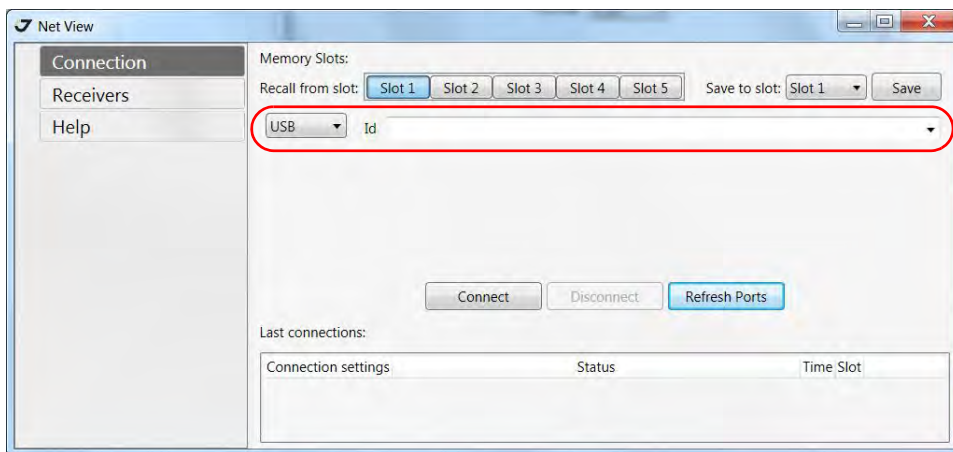 Net View
Connection
Receivers
Help
Memory Slots:
Recall from slot: Slot 1 Slot 2 Slot 3 Slot 4 Slot 5 Save to slot: Slot 1 Save
USB Id
Connect Disconnect Refresh Ports
Last connections:
Connection settings Status Time Slot